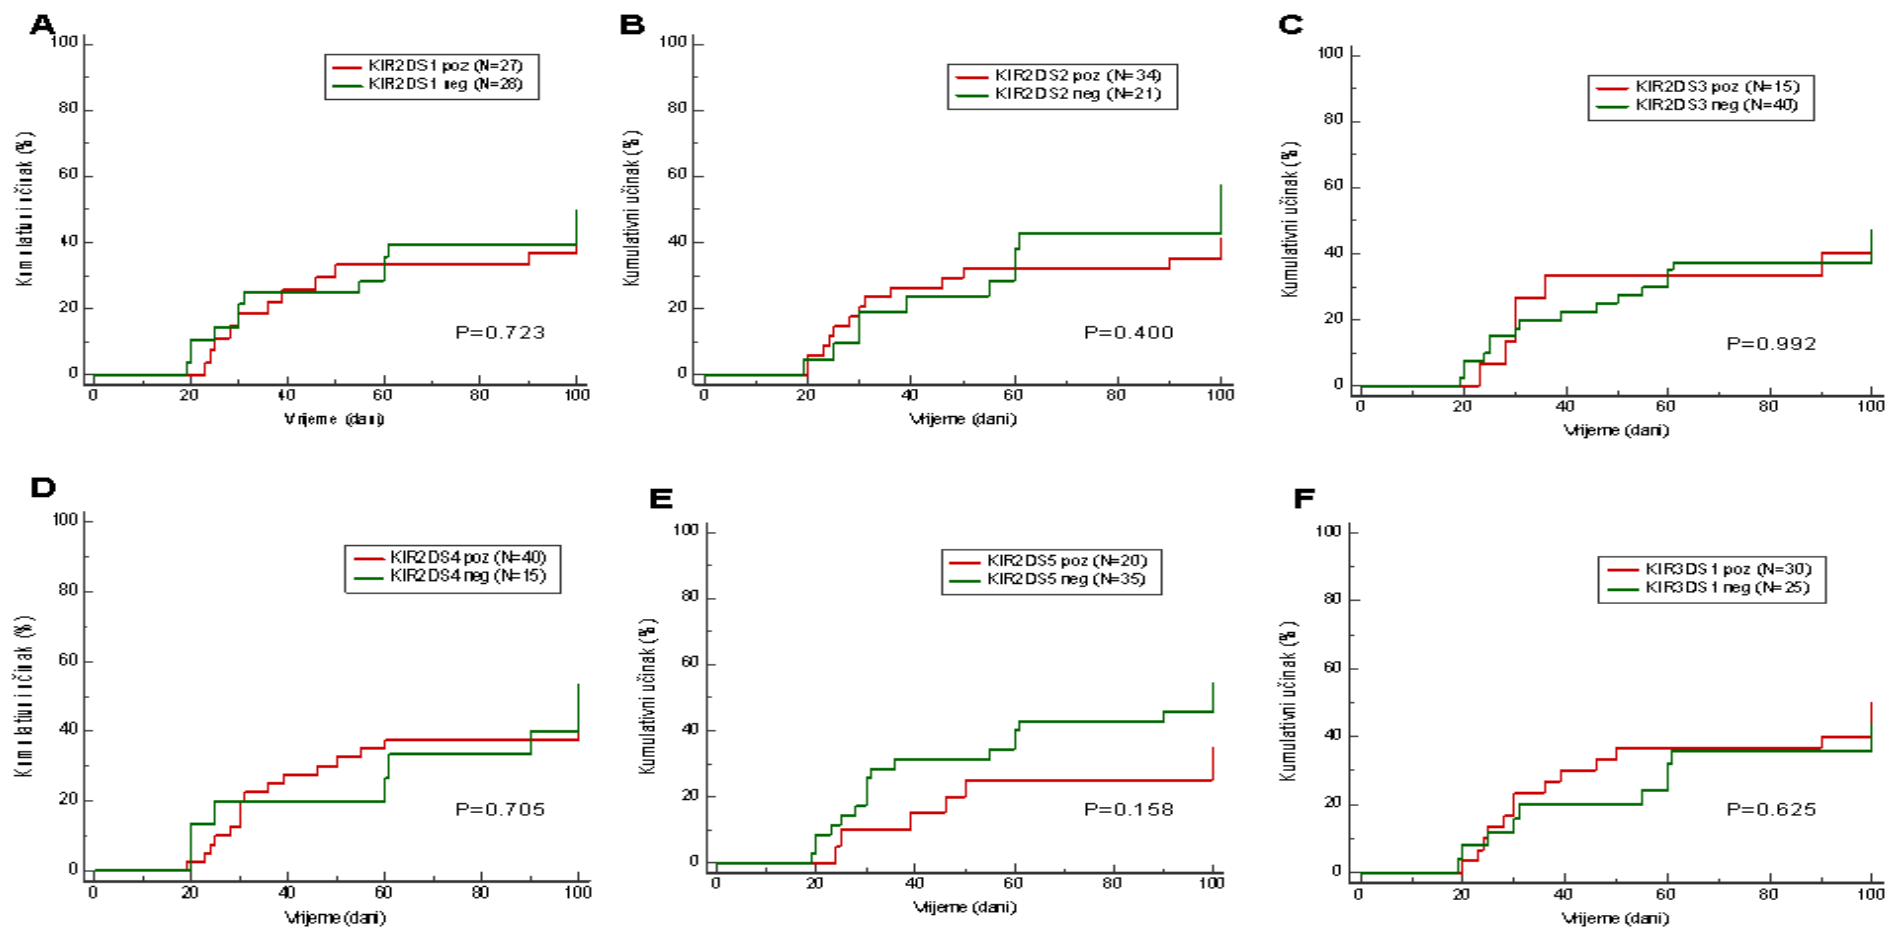 A
100
80
60
40
20
0
Kumulativni učinak (%)
KIR2DS1 poz (N=27)
KIR2DS1 neg (N=28)
P=0.723
0 20 40 60 80 100
Vrijeme (dani)
B
100
80
60
40
20
0
Kumulativni učinak (%)
KIR2DS2 poz (N=34)
KIR2DS2 neg (N=21)
P=0.400
0 20 40 60 80 100
Vrijeme (dani)
C
100
80
60
40
20
0
Kumulativni učinak (%)
KIR2DS3 poz (N=15)
KIR2DS3 neg (N=40)
P=0.992
0 20 40 60 80 100
Vrijeme (dani)
D
100
80
60
40
20
0
Kumulativni učinak (%)
KIR2DS4 poz (N=40)
KIR2DS4 neg (N=15)
P=0.705
0 20 40 60 80 100
Vrijeme (dani)
E
100
80
60
40
20
0
Kumulativni učinak (%)
KIR2DS5 poz (N=20)
KIR2DS5 neg (N=35)
P=0.158
0 20 40 60 80 100
Vrijeme (dani)
F
100
80
60
40
20
0
Kumulativni učinak (%)
KIR3DS1 poz (N=30)
KIR3DS1 neg (N=25)
P=0.625
0 20 40 60 80 100
Vrijeme (dani)